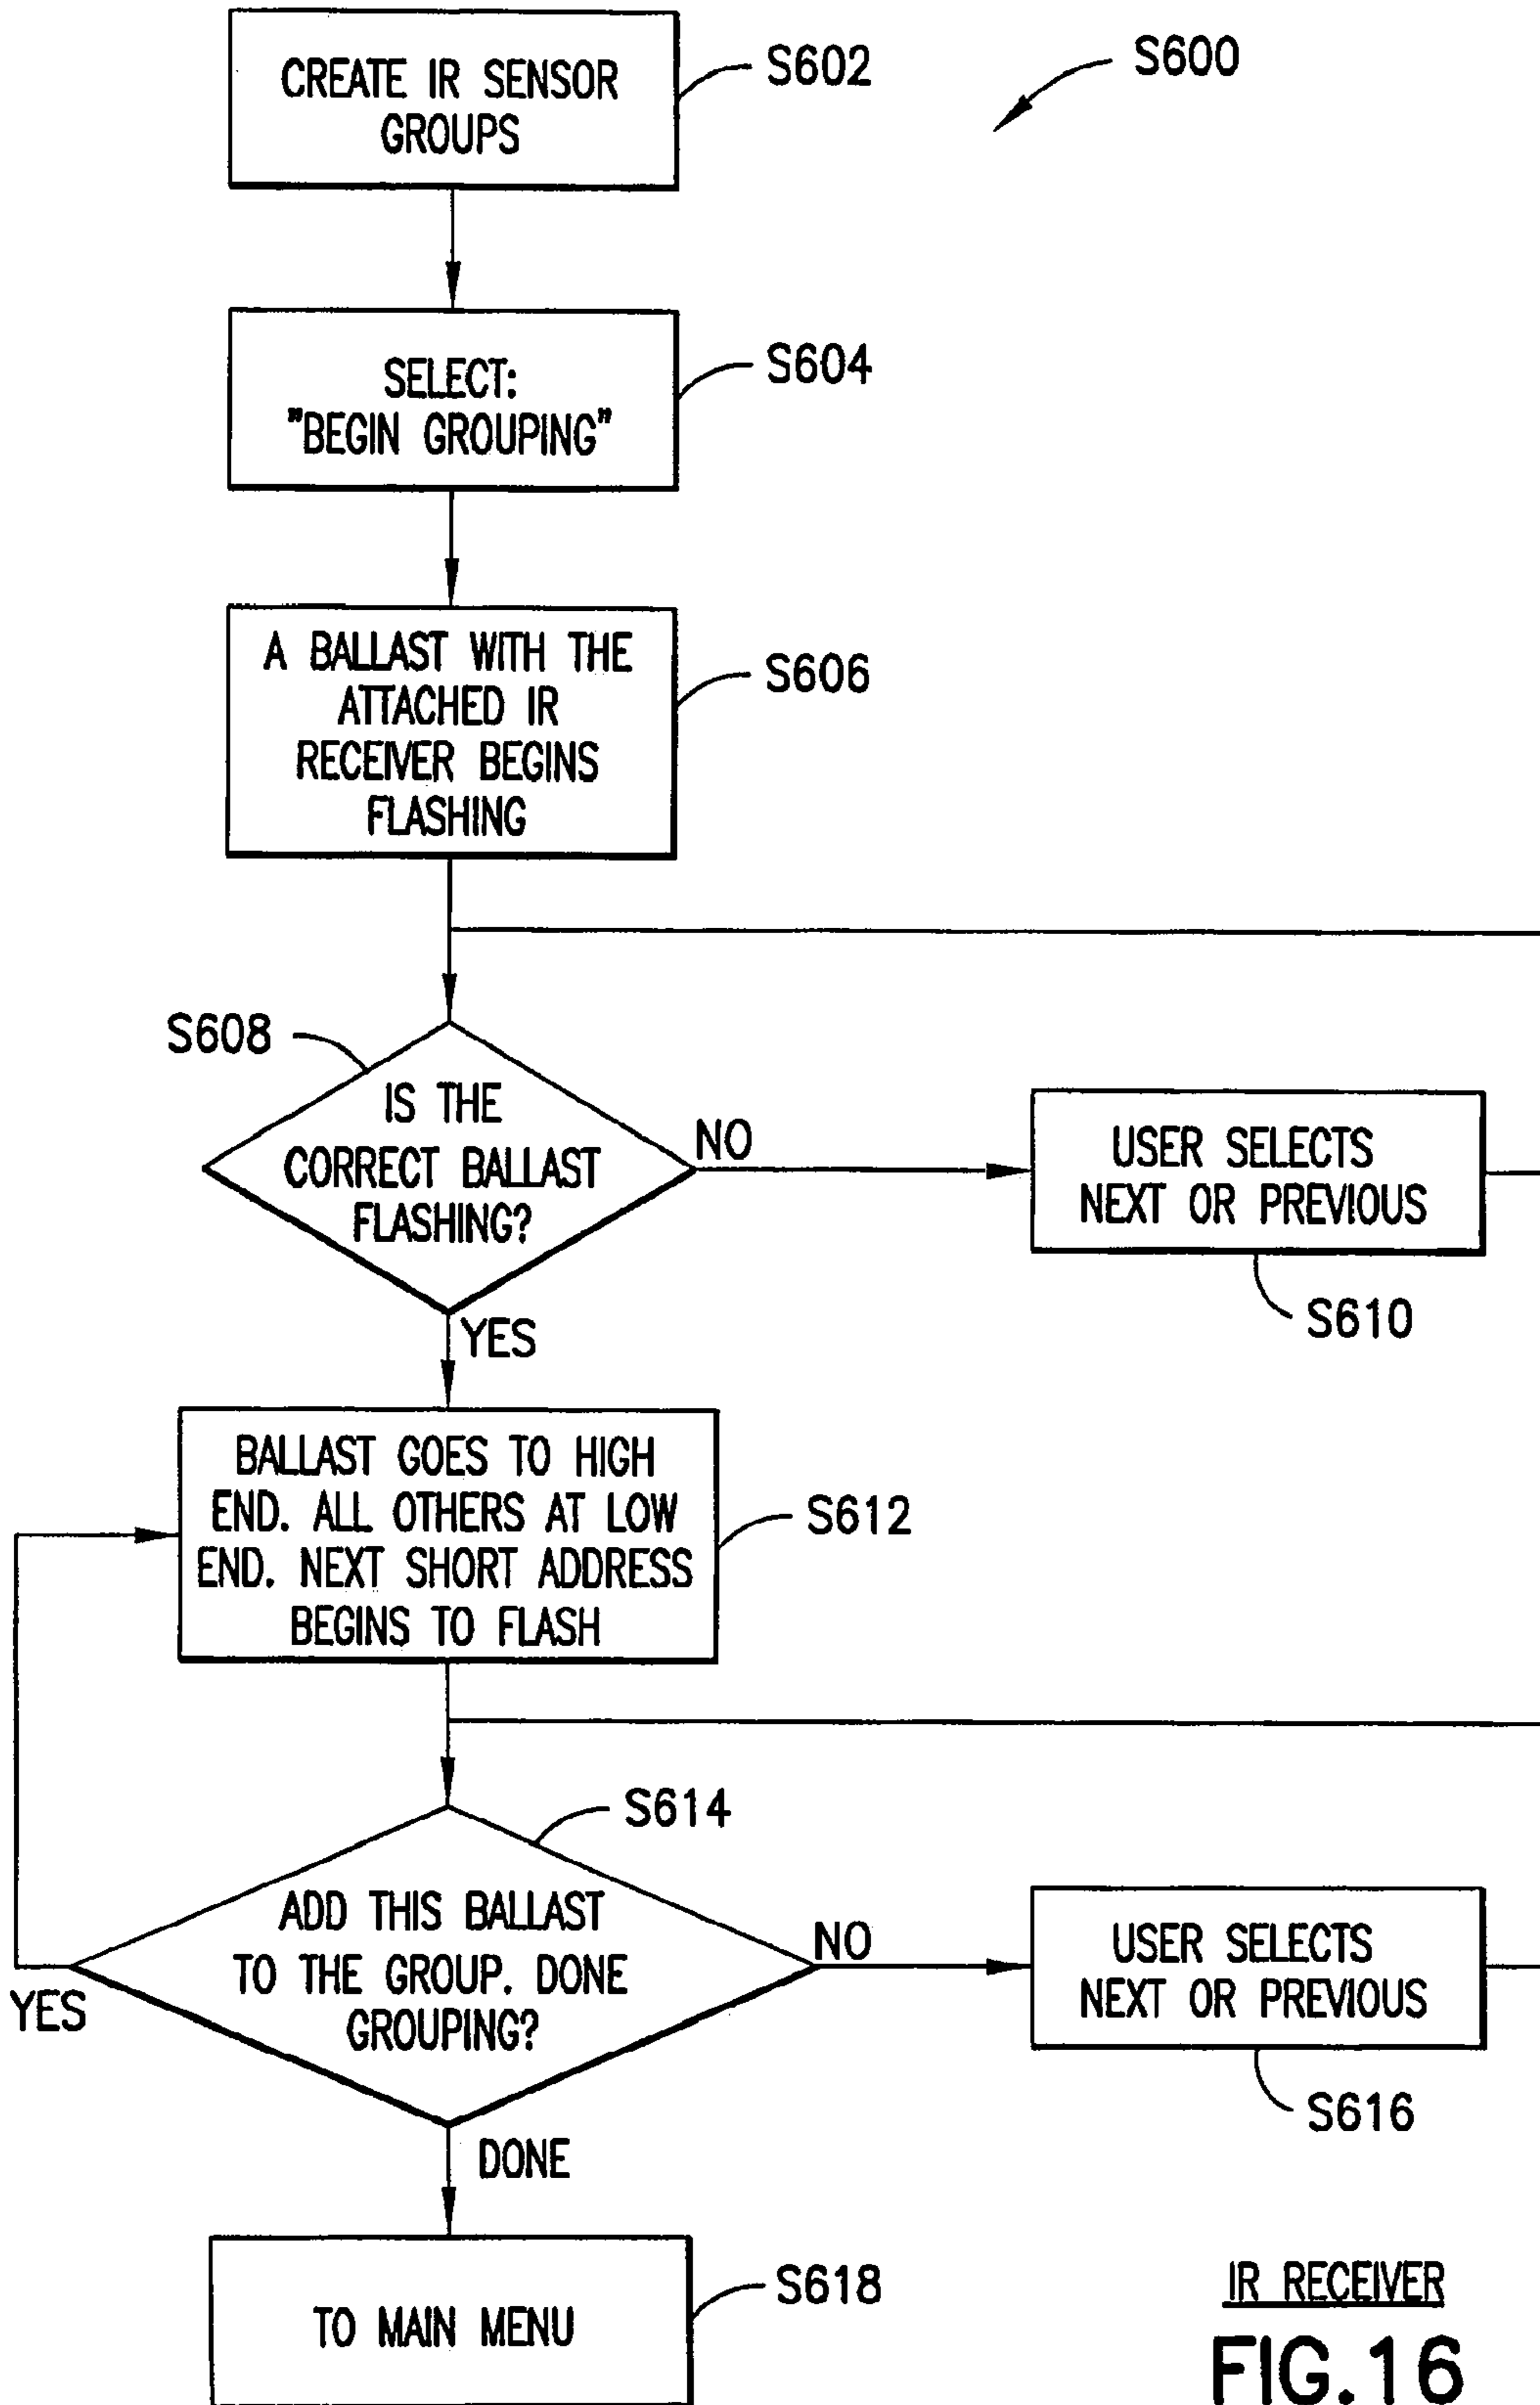 CREATE IR SENSOR
GROUPS
S602
S600
SELECT:
"BEGIN GROUPING"
S604
A BALLAST WITH THE
ATTACHED IR
RECEIVER BEGINS
FLASHING
S606
S608
IS THE
CORRECT BALLAST
FLASHING?
NO
YES
USER SELECTS
NEXT OR PREVIOUS
S610
BALLAST GOES TO HIGH
END. ALL OTHERS AT LOW
END. NEXT SHORT ADDRESS
BEGINS TO FLASH
S612
S614
ADD THIS BALLAST
TO THE GROUP. DONE
GROUPING?
YES
NO
DONE
USER SELECTS
NEXT OR PREVIOUS
S616
TO MAIN MENU
S618
IR RECEIVER
FIG.16